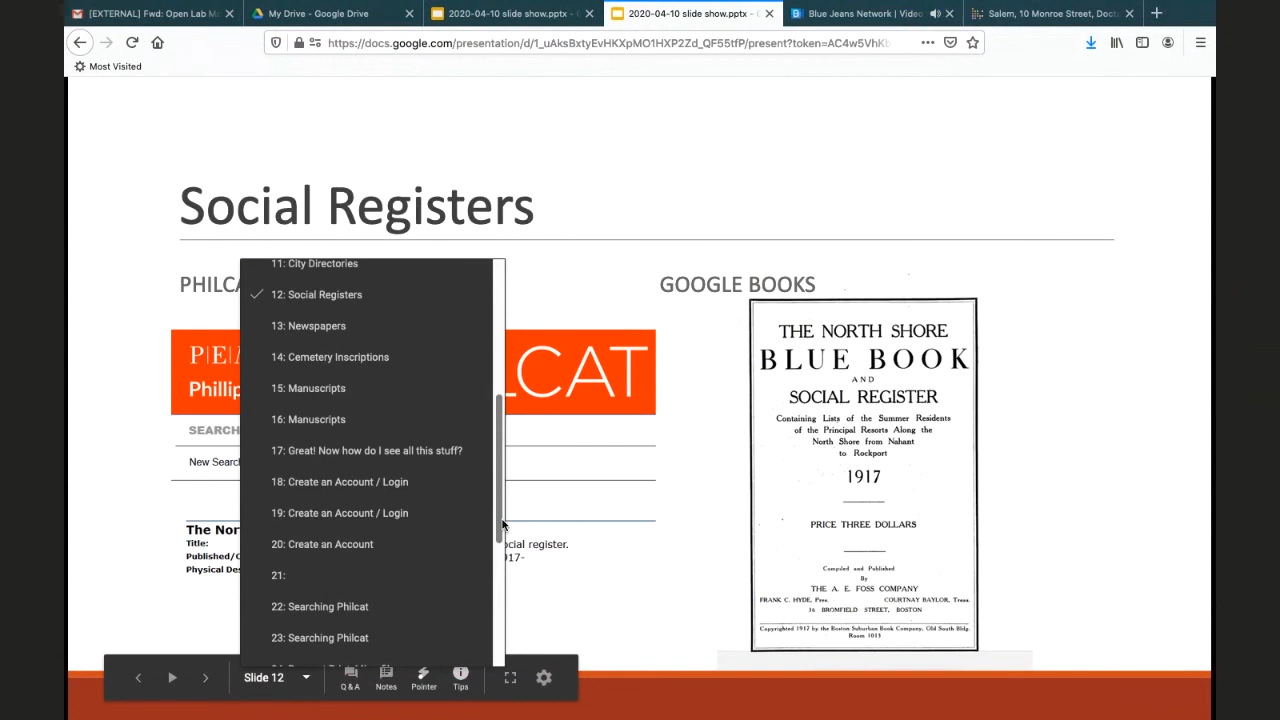 [EXTERNAL] Fwd: Open Lab M
My Drive - Google Drive
2020-04-10 slide show.pptx -
2020-04-10 slide show.pptx -
Blue Jeans Network | Video
Salem, 10 Monroe Street, Doct
https://docs.google.com/presentation/d/1_uAksBxtyEvHKXpMO1HXP2Zd_QF55tfP/present?token=AC4w5VhK
Most Visited
Social Registers
PHILCA
GOOGLE BOOKS
11: City Directories
12: Social Registers
13: Newspapers
14: Cemetery Inscriptions
15: Manuscripts
16: Manuscripts
17: Great! Now how do I see all this stuff?
18: Create an Account / Login
19: Create an Account / Login
20: Create an Account
21:
22: Searching Philcat
23: Searching Philcat
P|E|
Phillip
LCAT
SEARCH
New Searc
The Nor
Title:
ocial register.
Published/C
917-
Physical Des
THE NORTH SHORE
BLUE BOOK
AND
SOCIAL REGISTER
Containing Lists of the Summer Residents
of the Principal Resorts Along the
North Shore from Nahant
to Rockport
1917
PRICE THREE DOLLARS
Compiled and Published
By
THE A. E. FOSS COMPANY
FRANK C. HYDE, Pres. COURTNAY BAYLOR, Treas.
36 BROMFIELD STREET, BOSTON
Copyrighted 1917 by the Boston Suburban Book Company, Old South Bldg.
Room 1013
Slide 12
Q & A
Notes
Pointer
Tips